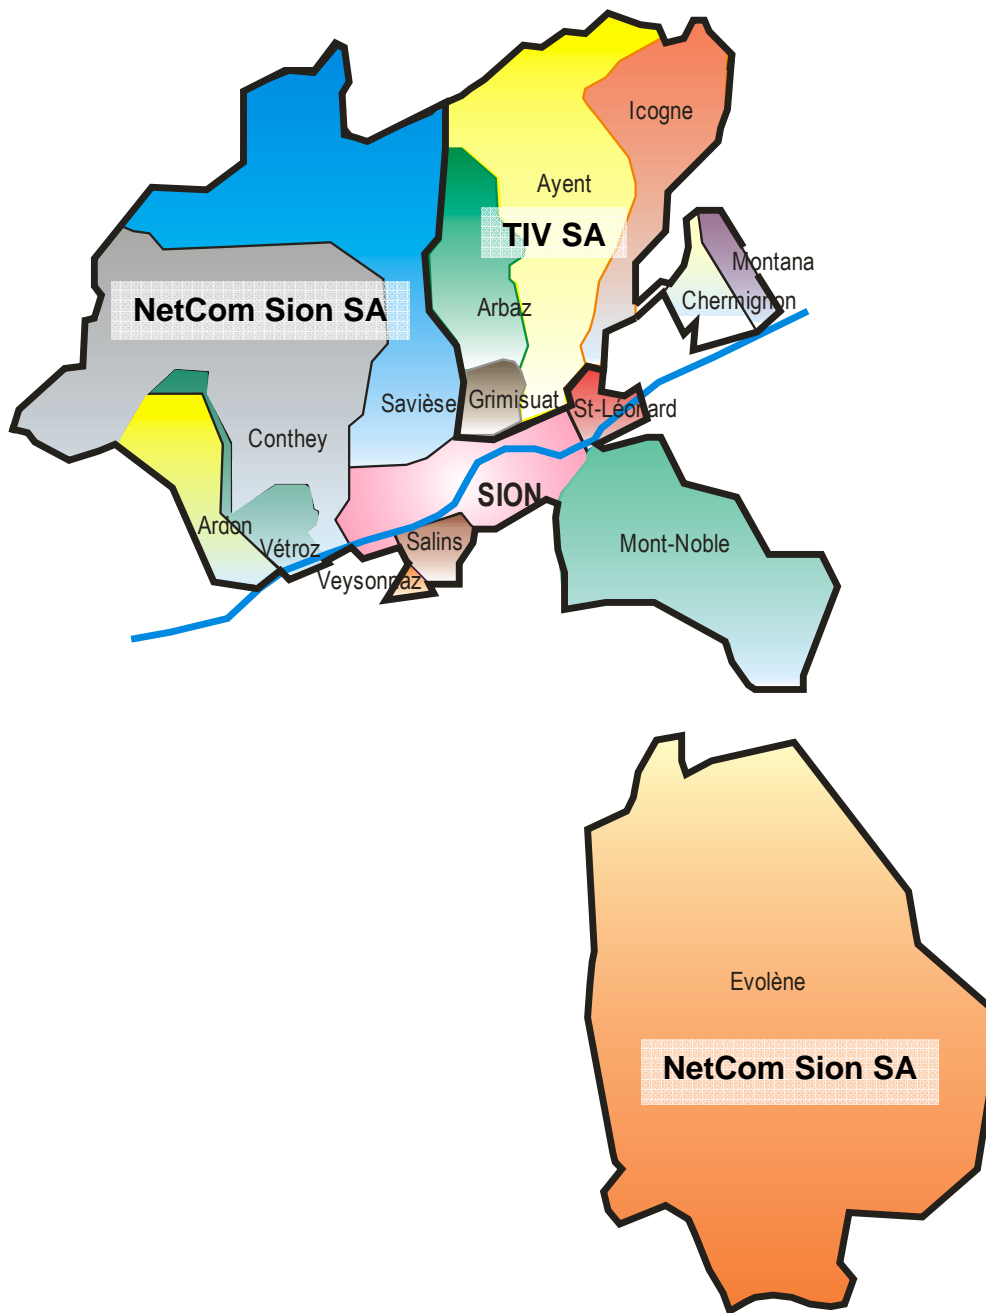 Icogne
Ayent
TIV SA
Montana
Chermignon
NetCom Sion SA
Arbaz
Savièse
Grimisuat
St-Léonard
Conthey
SION
Ardon
Vétroz
Salins
Mont-Noble
Veysonnaz
Evolène
NetCom Sion SA